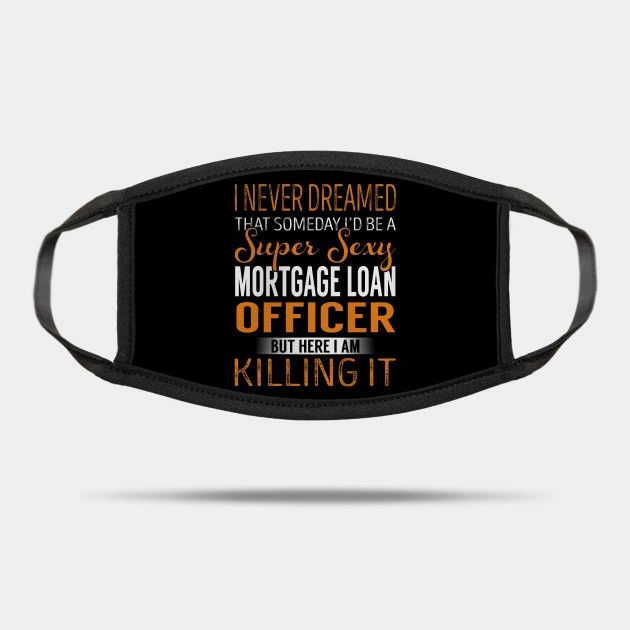 I NEVER DREAMED
THAT SOMEDAY I'D BE A
Super Sexy
MORTGAGE LOAN
OFFICER
BUT HERE I AM
KILLING IT